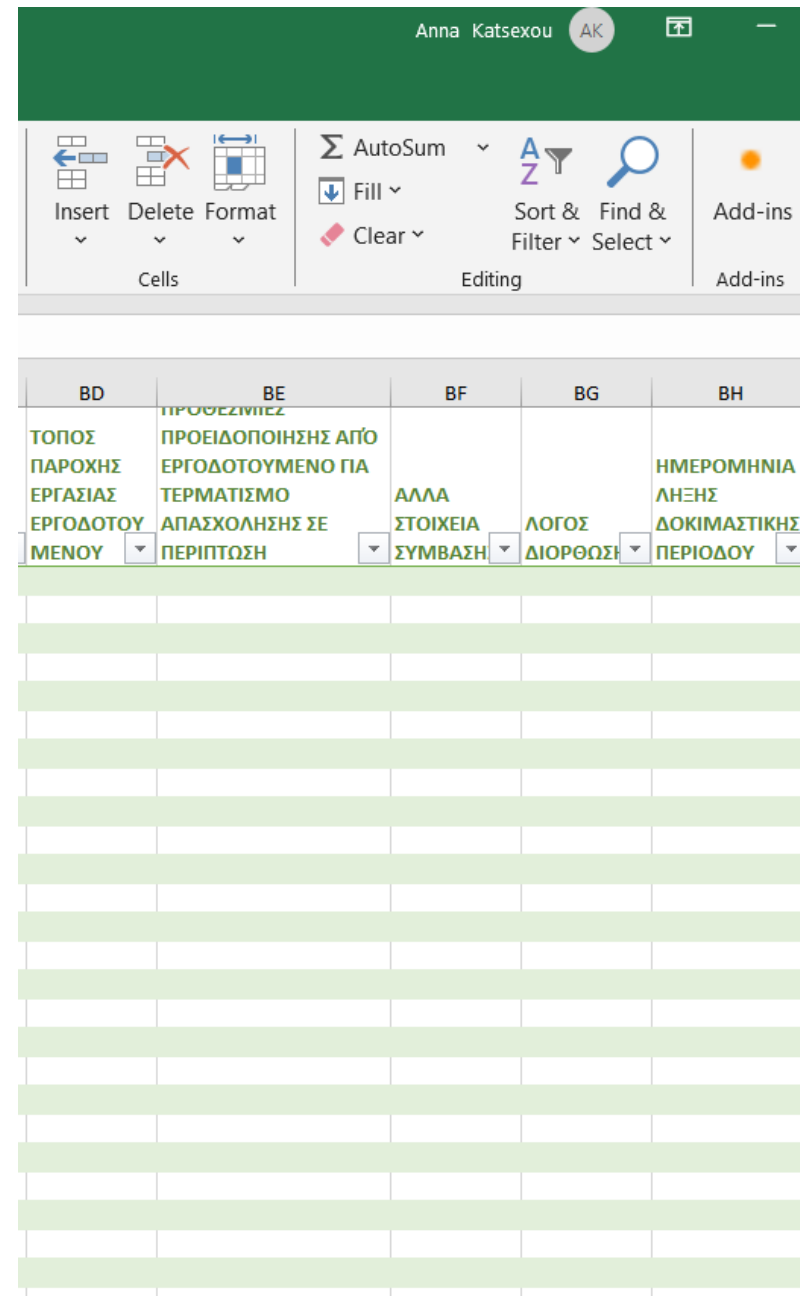 Anna Katsexou AK
Insert Delete Format
Σ AutoSum
Fill
Clear
A
Z
Sort & Filter
Find & Select
Add-ins
Cells
Editing
Add-ins
BD BE BF BG BH
ΤΟΠΟΣ
ΠΑΡΟΧΗΣ
ΕΡΓΑΣΙΑΣ
ΕΡΓΟΔΟΤΟΥ
ΜΕΝΟΥ
ΠΡΟΘΕΣΜΙΕΣ
ΠΡΟΕΙΔΟΠΟΙΗΣΗΣ ΑΠΌ
ΕΡΓΟΔΟΤΟΥΜΕΝΟ ΓΙΑ
ΤΕΡΜΑΤΙΣΜΟ
ΑΠΑΣΧΟΛΗΣΗΣ ΣΕ
ΠΕΡΙΠΤΩΣΗ
ΑΛΛΑ
ΣΤΟΙΧΕΙΑ
ΣΥΜΒΑΣΗ
ΛΟΓΟΣ
ΔΙΟΡΘΩΣΗ
ΗΜΕΡΟΜΗΝΙΑ
ΛΗΞΗΣ
ΔΟΚΙΜΑΣΤΙΚΗΣ
ΠΕΡΙΟΔΟΥ